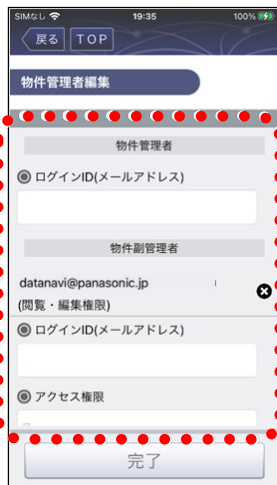 SIMなし 19:35 100%
戻る TOP
物件管理者編集
物件管理者
ログインID(メールアドレス)
物件副管理者
datanavi@panasonic.jp
(閲覧・編集権限)
ログインID(メールアドレス)
アクセス権限
完了